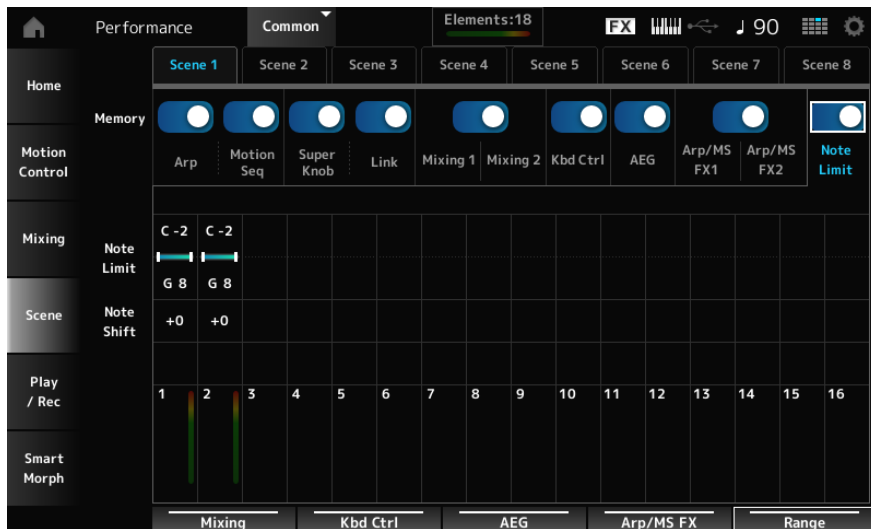 Performance Common Elements:18 FX 90
Home
Scene 1 Scene 2 Scene 3 Scene 4 Scene 5 Scene 6 Scene 7 Scene 8
Memory
Arp Motion Seq Super Knob Link Mixing 1 Mixing 2 Kbd Ctrl AEG Arp/MS FX1 Arp/MS FX2 Note Limit
Motion
Control
Mixing
Note
Limit
C -2 C -2
G 8 G 8
Scene
Note
Shift
+0 +0
Play
/ Rec
1 2 3 4 5 6 7 8 9 10 11 12 13 14 15 16
Smart
Morph
Mixing Kbd Ctrl AEG Arp/MS FX Range